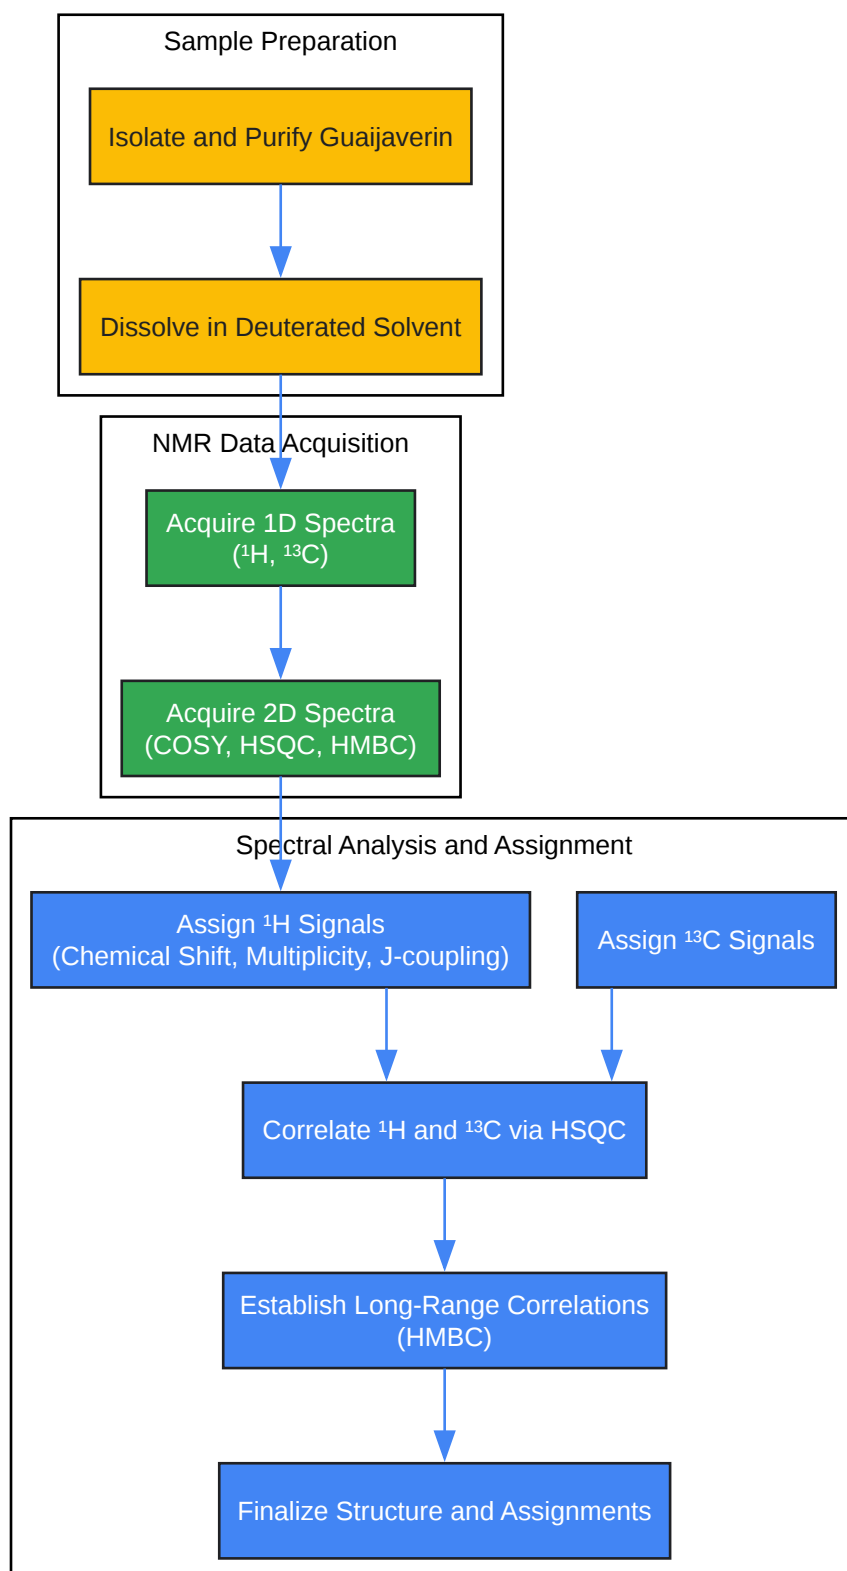 Sample Preparation
Isolate and Purify Guaijaverin
Dissolve in Deuterated Solvent
NMR Data Acquisition
Acquire 1D Spectra
(¹H, ¹³C)
Acquire 2D Spectra
(COSY, HSQC, HMBC)
Spectral Analysis and Assignment
Assign ¹H Signals
(Chemical Shift, Multiplicity, J-coupling)
Assign ¹³C Signals
Correlate ¹H and ¹³C via HSQC
Establish Long-Range Correlations
(HMBC)
Finalize Structure and Assignments